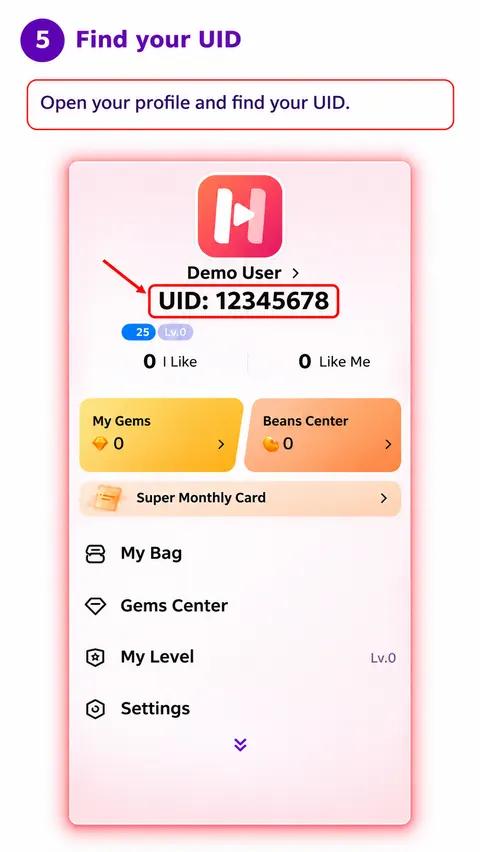 5 Find your UID
Open your profile and find your UID.
Demo User >
UID: 12345678
25 Lv.0
0 I Like 0 Like Me
My Gems Beans Center
0 > 0 >
Super Monthly Card >
My Bag
Gems Center
My Level Lv.0
Settings